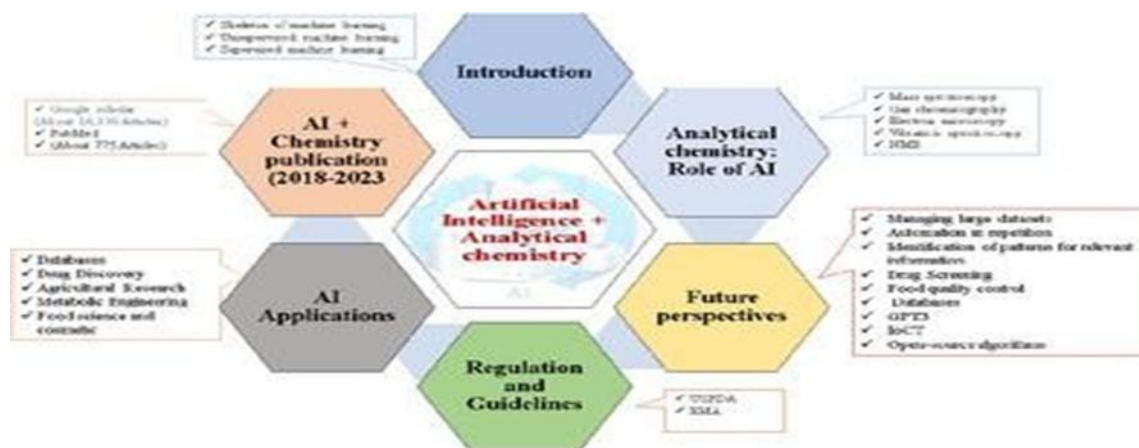 ✓ Skeleton of machine learning
✓ Unsupervised machine learning
✓ Supervised machine learning
Introduction
✓ Google scholar
(About Articles)
✓ PubMed
✓ (About 775 Articles)
AI +
Chemistry
publication
(2018-2023
Analytical
chemistry:
Role of AI
✓ Mass spectroscopy
✓ Gas chromatography
✓ Electron microscopy
✓ spectroscopy
✓ NMR
Artificial
Intelligence +
Analytical
chemistry
AI
✓ Databases
✓ Drug Discovery
✓ Agricultural Research
✓ Metabolic Engineering
✓ Food science and
cosmetic
AI
Applications
Future
perspectives
✓ Managing large datasets
✓ Automation in repetition
✓ Identification of patterns for relevant
information
✓ Drug Screening
✓ Food quality control
✓ Databases
✓ GPT3
✓ IoCT
✓ Open-source algorithms
Regulation
and
Guidelines
✓ USFDA
✓ EMA